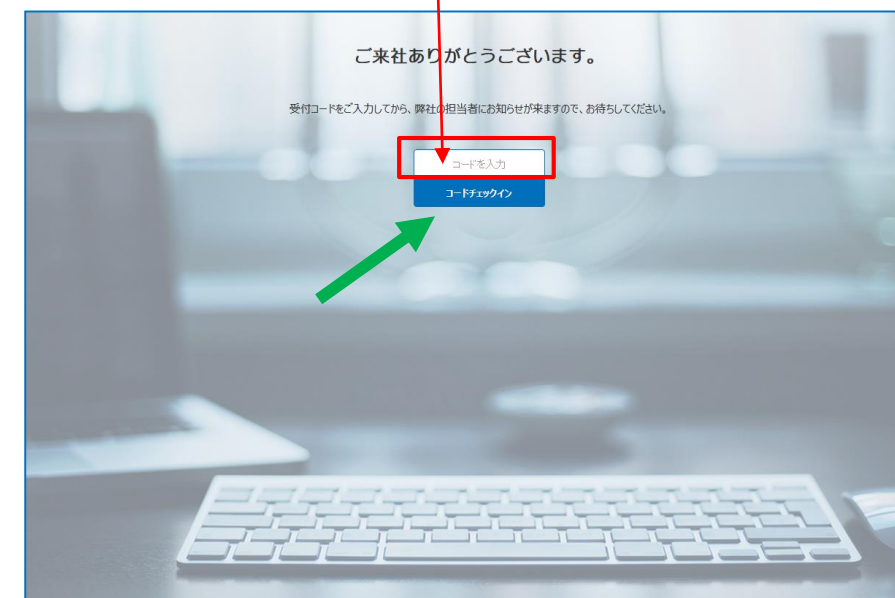 ご来社ありがとうございます。
受付コードをご入力してから、弊社の担当者にお知らせが来ますので、お待ちしてください。
コードを入力
コードチェックイン